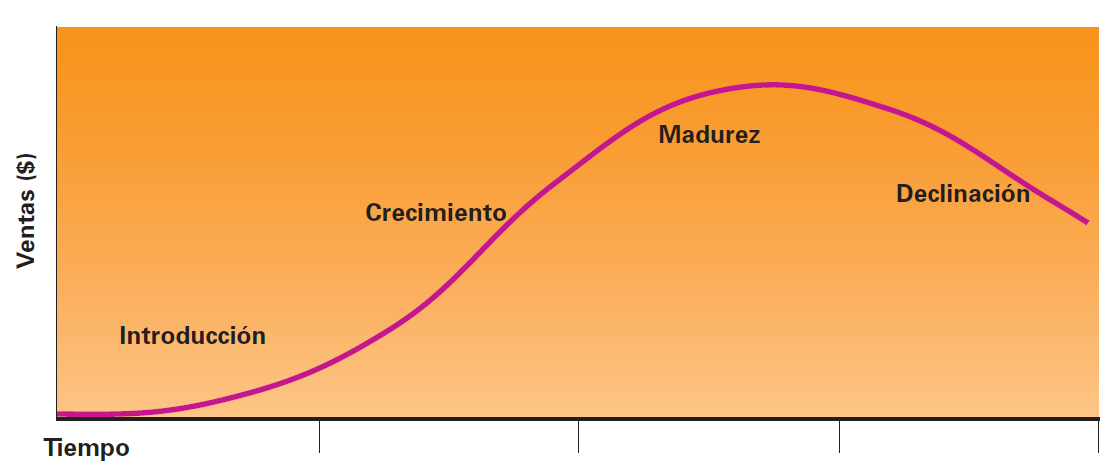 Ventas ($)
Madurez
Declinación
Crecimiento
Introducción
Tiempo